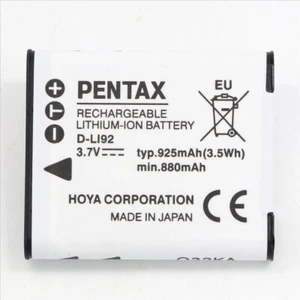 PENTAX
EU
RECHARGEABLE
LITHIUM-ION BATTERY
D-LI92
3.7V⎓ typ.925mAh(3.5Wh)
min.880mAh
HOYA CORPORATION
MADE IN JAPAN